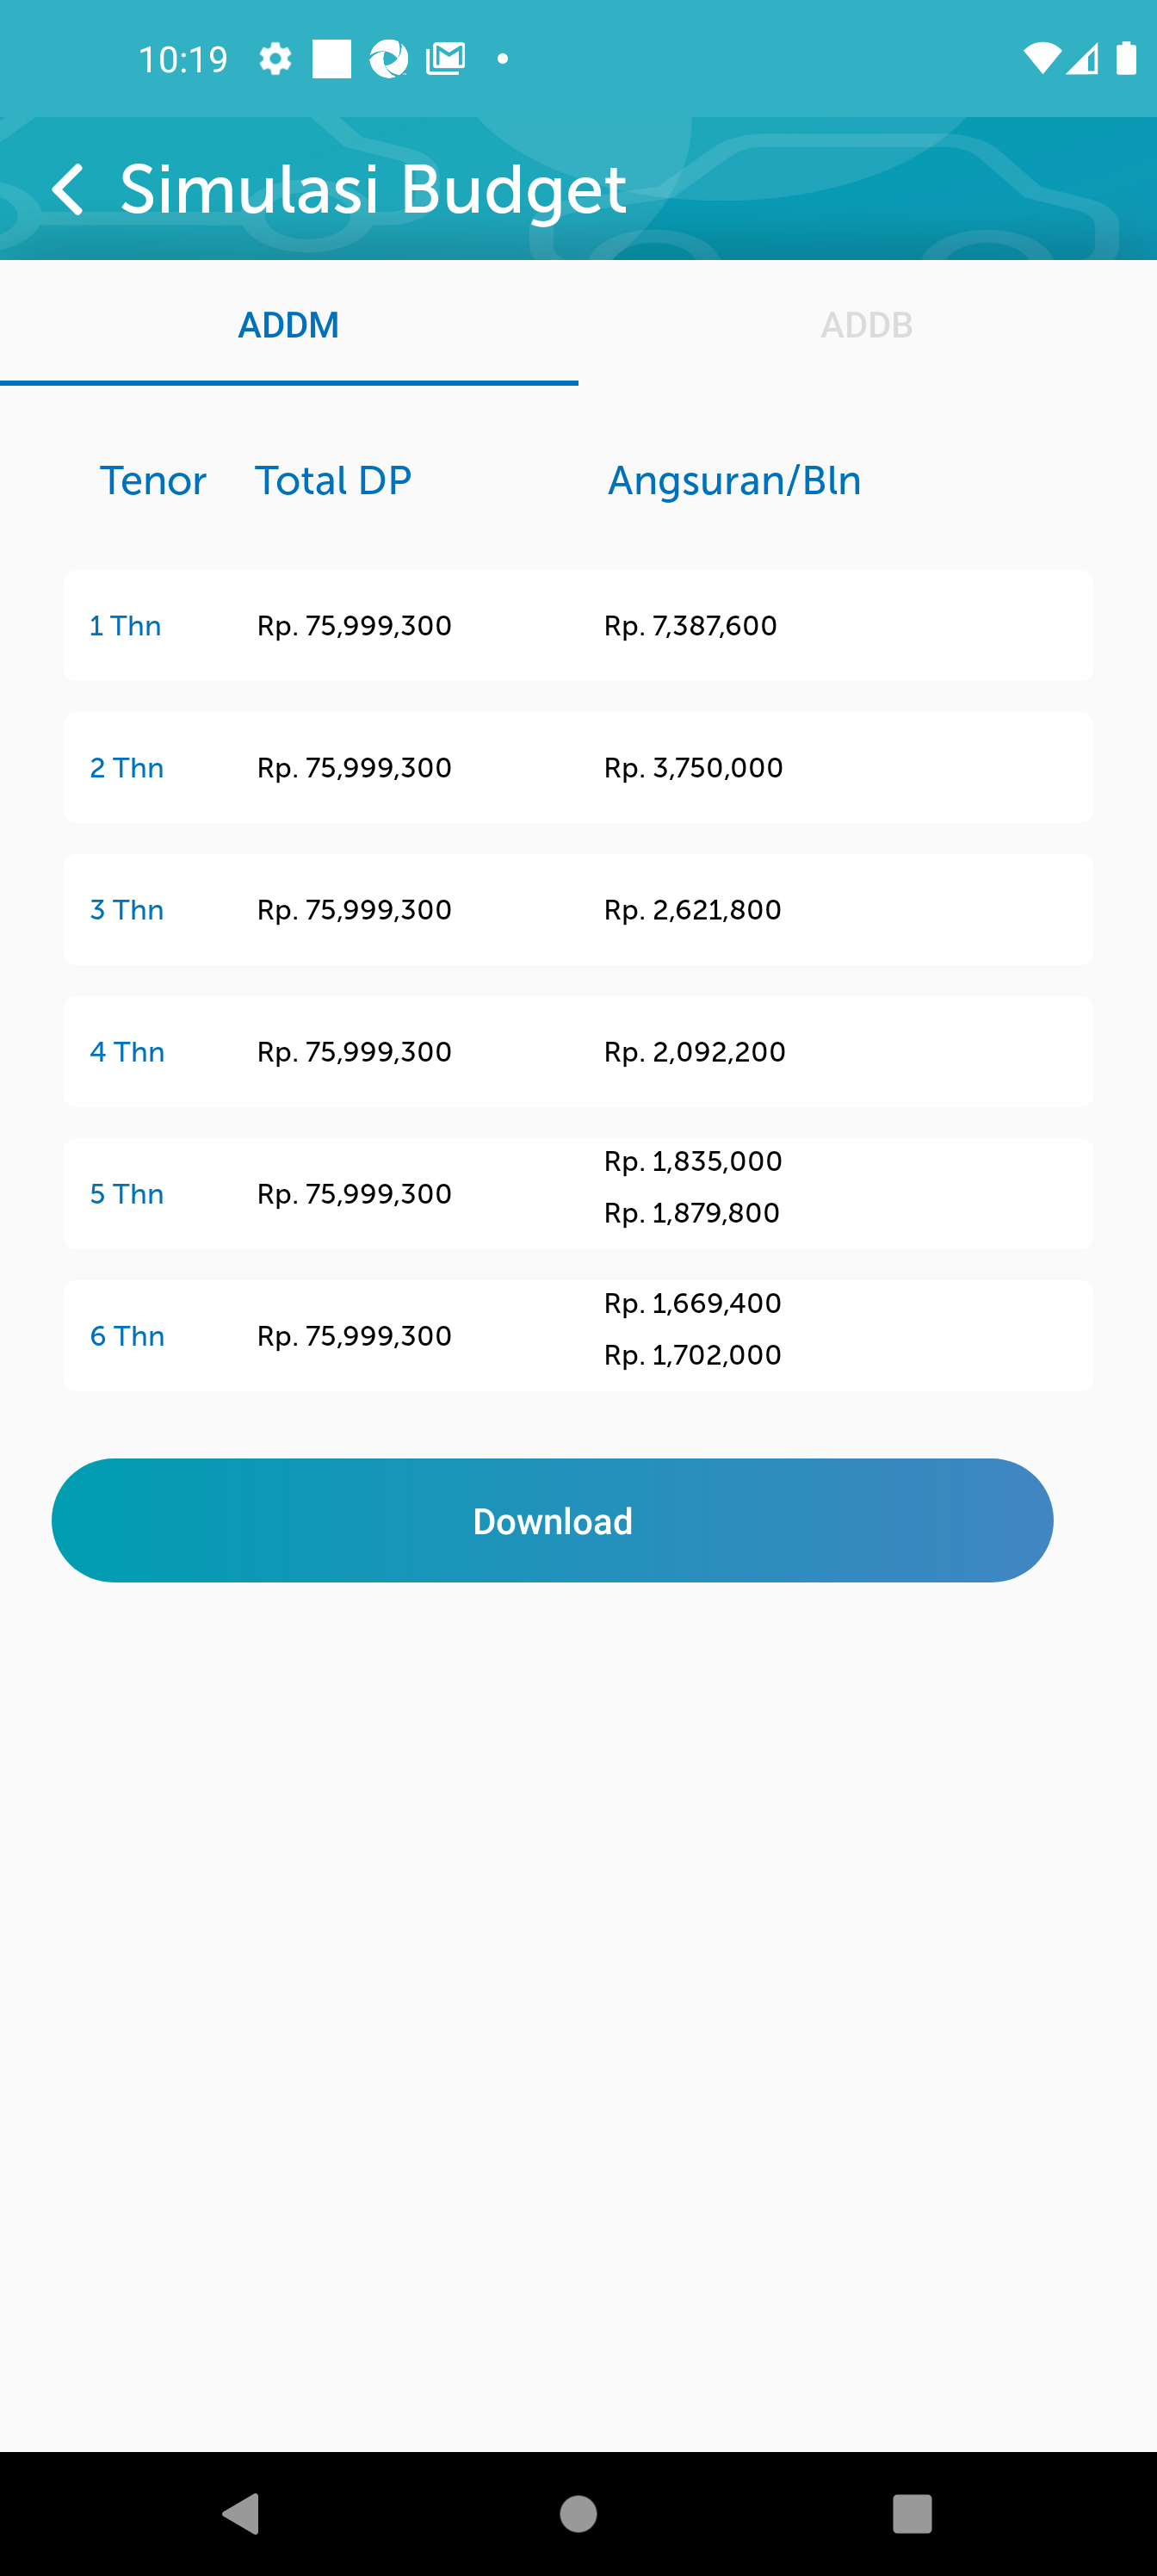 10:19
Simulasi Budget
ADDM ADDB
Tenor Total DP Angsuran/Bln
1 Thn Rp. 75,999,300 Rp. 7,387,600
2 Thn Rp. 75,999,300 Rp. 3,750,000
3 Thn Rp. 75,999,300 Rp. 2,621,800
4 Thn Rp. 75,999,300 Rp. 2,092,200
5 Thn Rp. 75,999,300 Rp. 1,835,000
Rp. 1,879,800
6 Thn Rp. 75,999,300 Rp. 1,669,400
Rp. 1,702,000
Download